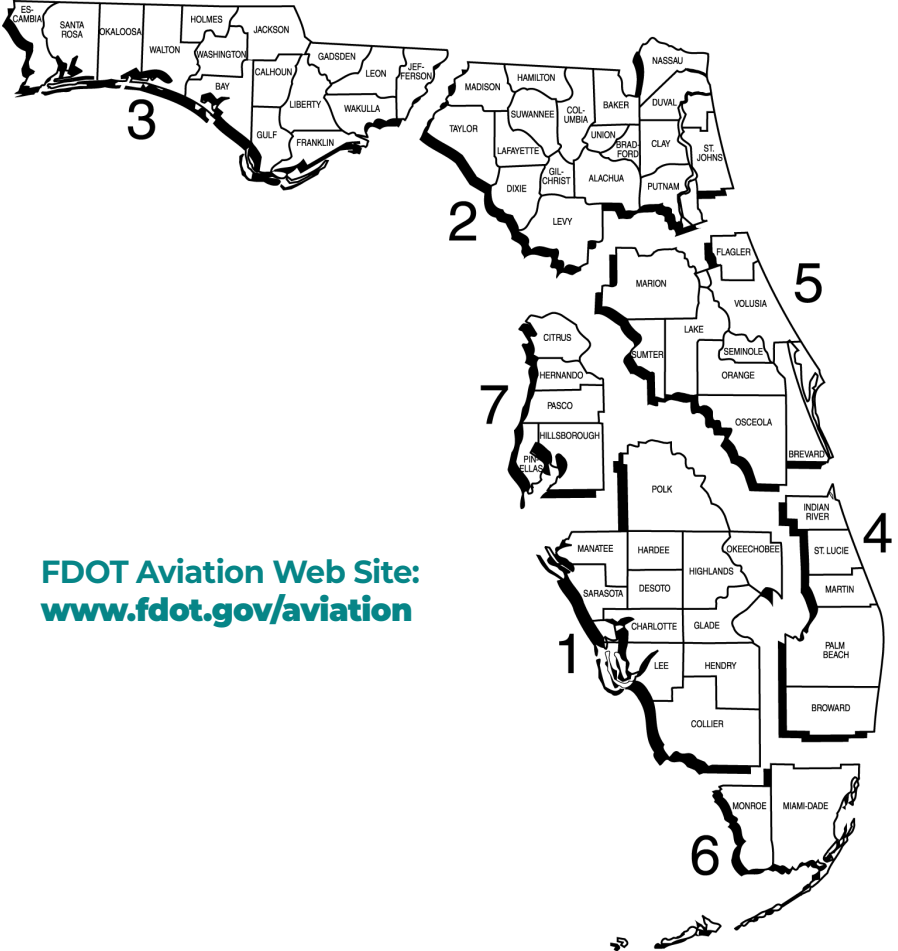 ES-
CAMBIA
SANTA
ROSA
OKALOOSA
WALTON
HOLMES
WASHINGTON
JACKSON
BAY
CALHOUN
GULF
LIBERTY
GADSDEN
LEON
WAKULLA
FRANKLIN
JEF-
FERSON
3
MADISON
TAYLOR
HAMILTON
SUWANNEE
LAFAYETTE
DIXIE
COL-
UMBIA
GIL-
CHRIST
LEVY
BAKER
UNION
BRAD-
FORD
ALACHUA
NASSAU
DUVAL
CLAY
PUTNAM
ST.
JOHNS
2
FLAGLER
MARION
VOLUSIA
LAKE
SUMTER
SEMINOLE
ORANGE
OSCEOLA
BREVARD
5
CITRUS
HERNANDO
PASCO
HILLSBOROUGH
PIN-
ELLAS
7
POLK
MANATEE
HARDEE
OKEECHOBEE
HIGHLANDS
SARASOTA
DESOTO
CHARLOTTE
GLADE
LEE
HENDRY
COLLIER
1
INDIAN
RIVER
ST. LUCIE
MARTIN
PALM
BEACH
BROWARD
4
MONROE
MIAMI-DADE
6
FDOT Aviation Web Site:
www.fdot.gov/aviation